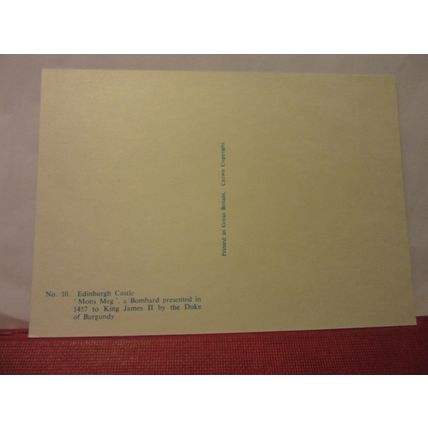 No. 10. Edinburgh Castle
'Mons Meg', a Bombard presented in
1457 to King James II by the Duke
of Burgundy
Printed in Great Britain. Crown Copyright.